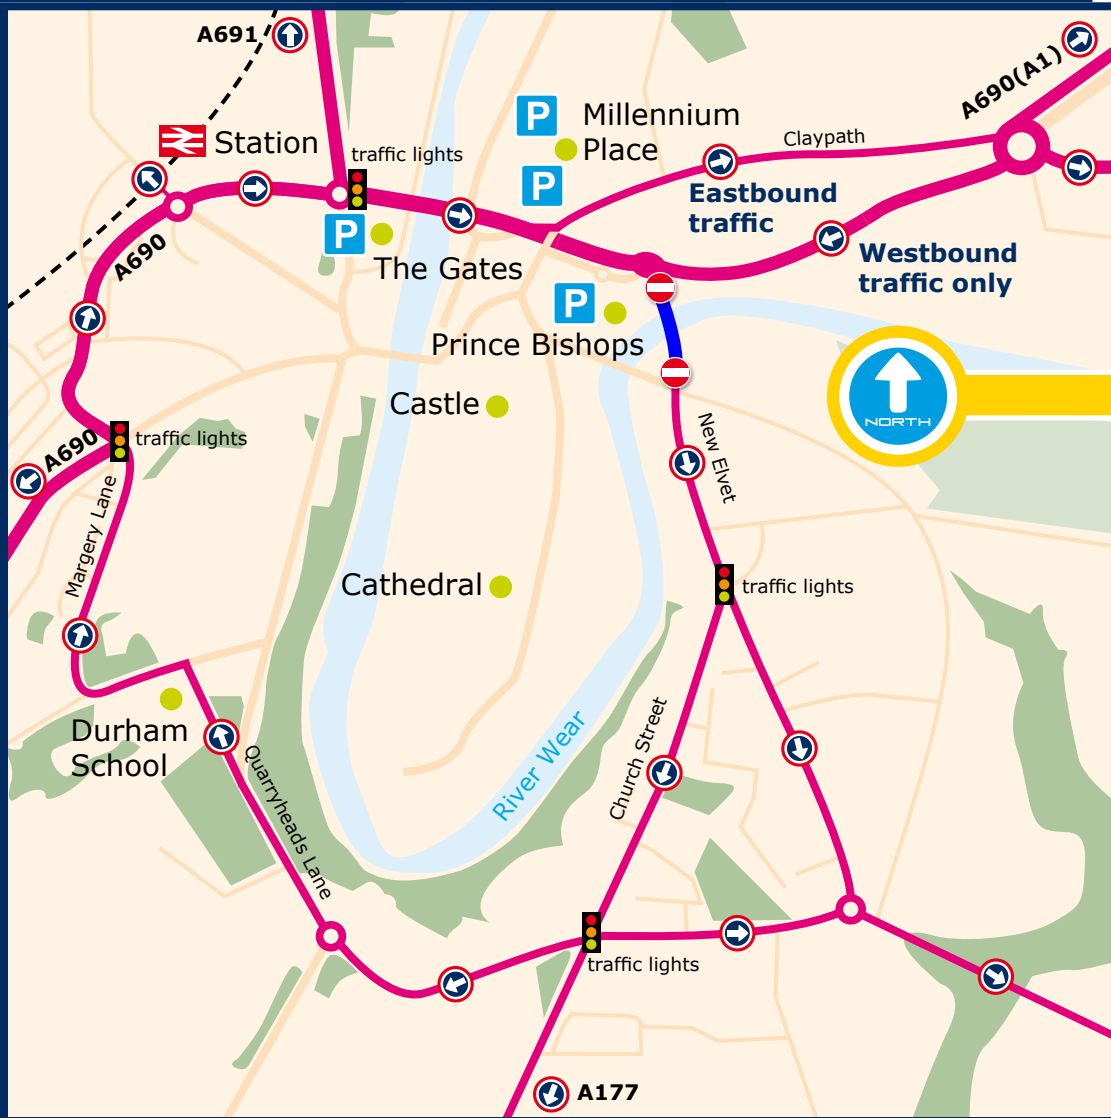 A691
A690(A1)
P
Millennium
Place
Claypath
Station
traffic lights
P
Eastbound
traffic
P
A690
The Gates
Westbound
traffic only
P
Prince Bishops
Castle
NORTH
A690
traffic lights
New Elvet
Margery Lane
Cathedral
traffic lights
Durham
School
Quarryheads Lane
River Wear
Church Street
traffic lights
A177